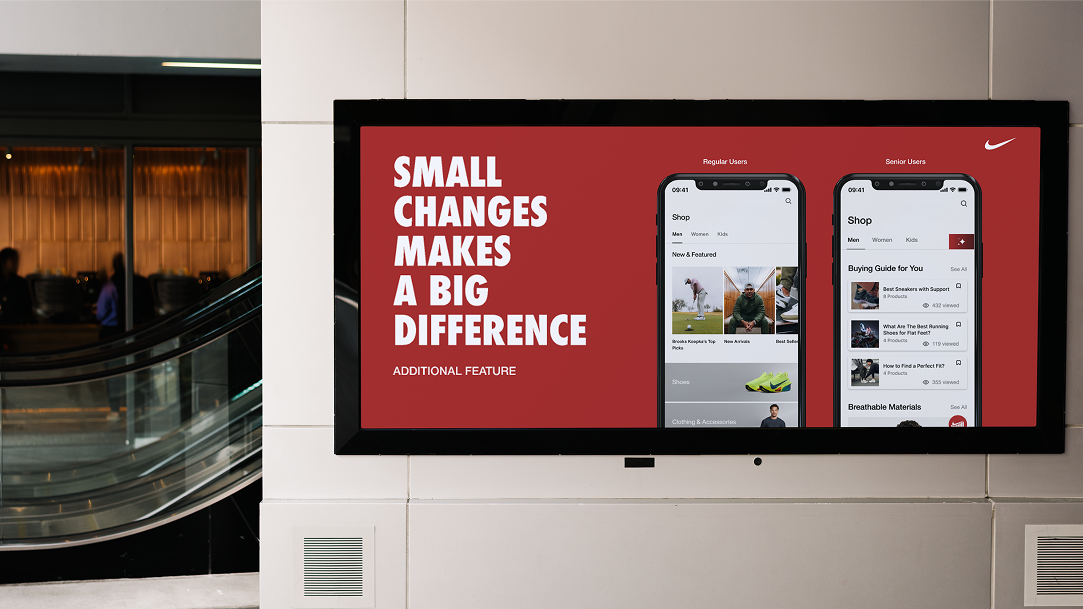 SMALL
CHANGES
MAKES
A BIG
DIFFERENCE
ADDITIONAL FEATURE
Regular Users
09:41
Shop
Men Women Kids
New & Featured
Brooks Koepka's Top
Picks
New Arrivals
Best Selle
Shoes
Clothing & Accessories
Senior Users
09:41
Shop
Men Women Kids
Buying Guide for You
See All
Best Sneakers with Support
8 Products
432 viewed
What Are The Best Running
Shoes for Flat Feet?
4 Products
119 viewed
How to Find a Perfect Fit?
4 Products
355 viewed
Breathable Materials
See All